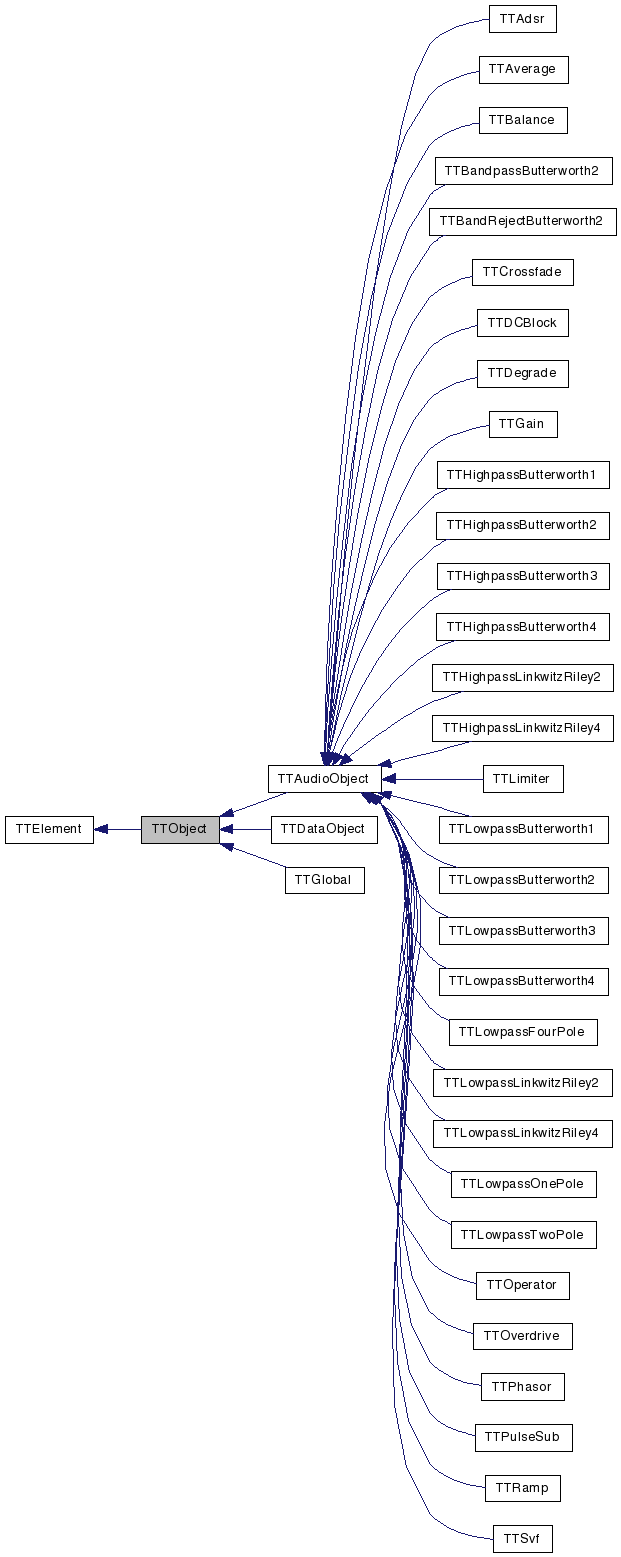 TTAdsr
TTAverage
TTBalance
TTBandpassButterworth2
TTBandRejectButterworth2
TTCrossfade
TTDCBlock
TTDegrade
TTGain
TTHighpassButterworth1
TTHighpassButterworth2
TTHighpassButterworth3
TTHighpassButterworth4
TTHighpassLinkwitzRiley2
TTHighpassLinkwitzRiley4
TTAudioObject
TTLimiter
TTElement
TTObject
TTDataObject
TTLowpassButterworth1
TTGlobal
TTLowpassButterworth2
TTLowpassButterworth3
TTLowpassButterworth4
TTLowpassFourPole
TTLowpassLinkwitzRiley2
TTLowpassLinkwitzRiley4
TTLowpassOnePole
TTLowpassTwoPole
TTOperator
TTOverdrive
TTPhasor
TTPulseSub
TTRamp
TTSvf